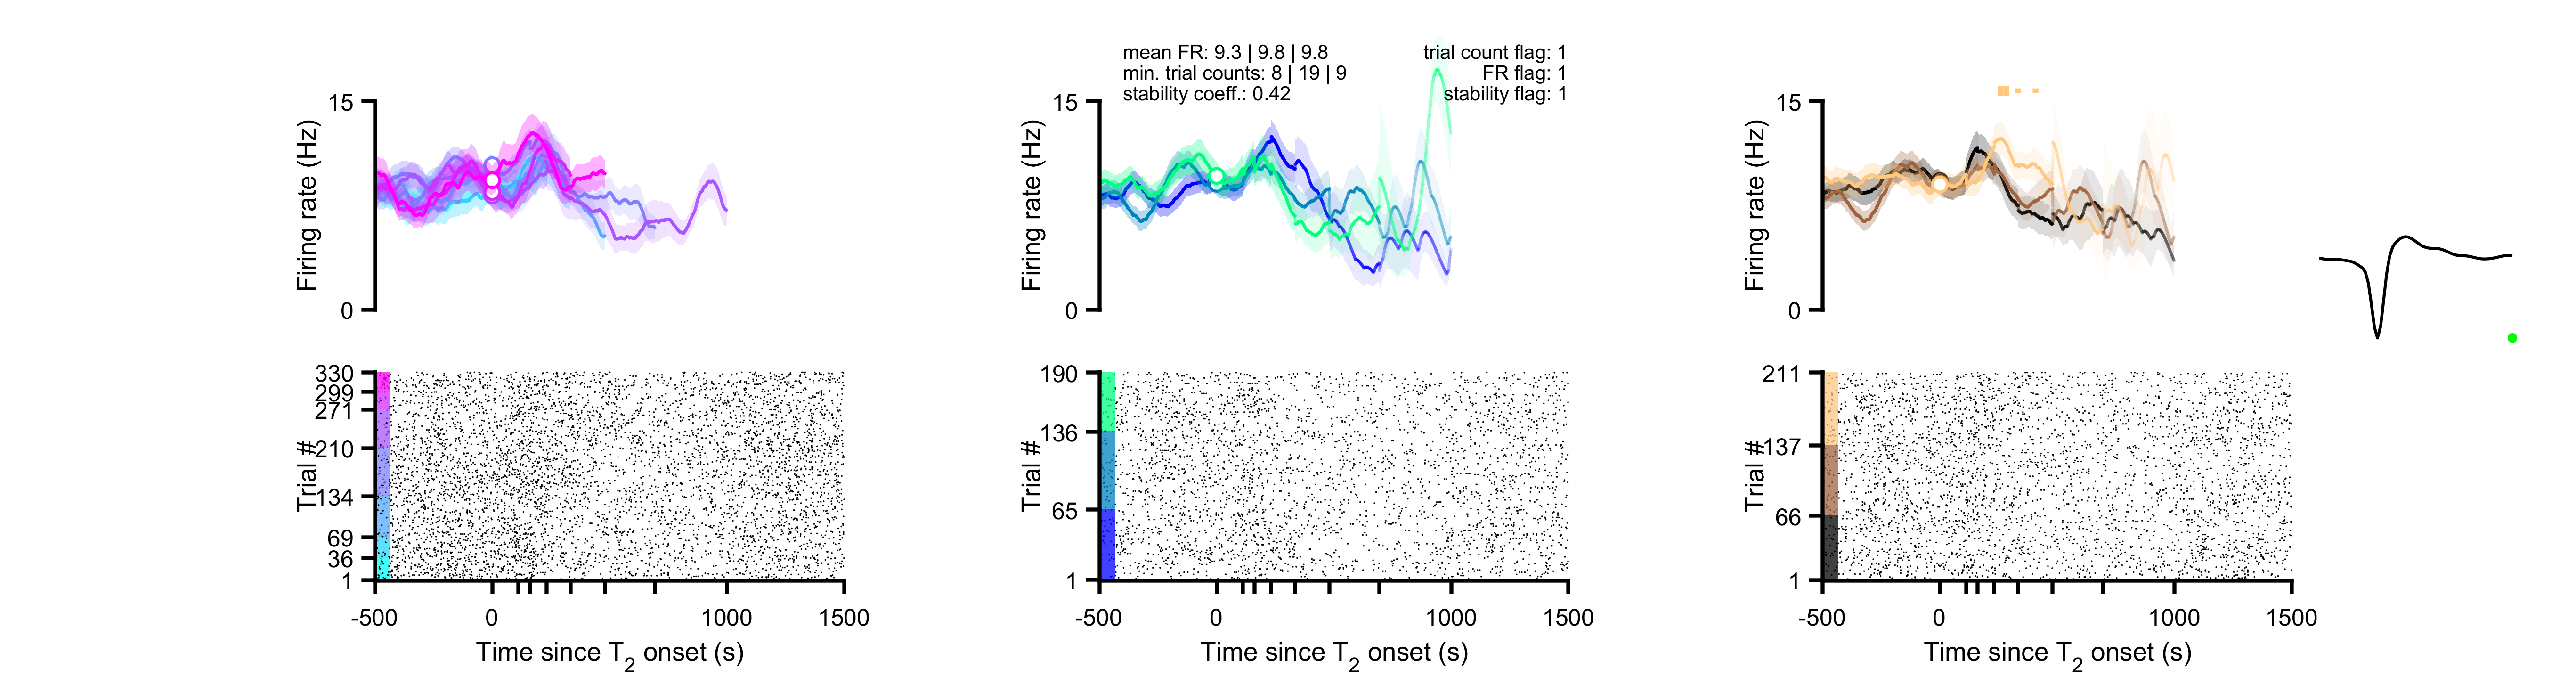 mean FR: 9.3 | 9.8 | 9.8
min. trial counts: 8 | 19 | 9
stability coeff.: 0.42
trial count flag: 1
FR flag: 1
stability flag: 1
Firing rate (Hz)
15
0
Firing rate (Hz)
15
0
Firing rate (Hz)
15
0
Trial #
330
299
271
210
134
69
36
1
-500
0
1000
1500
Time since T2 onset (s)
Trial #
190
136
65
1
-500
0
1000
1500
Time since T2 onset (s)
Trial #
211
137
66
1
-500
0
1000
1500
Time since T2 onset (s)